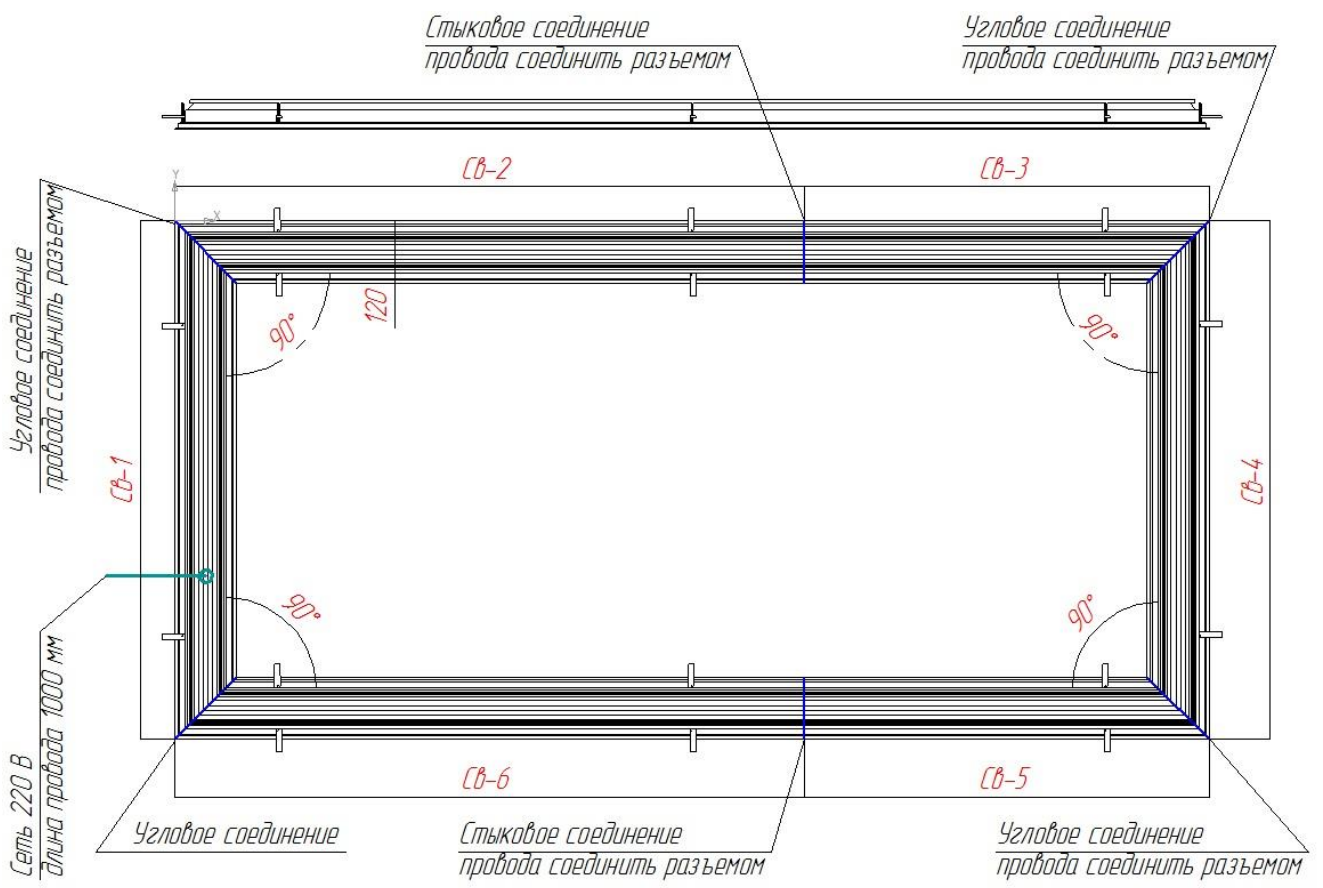 Стыковое соединение
провода соединить разъемом
Угловое соединение
провода соединить разъемом
Св-2
Св-3
Y
X
Угловое соединение
провода соединить разъемом
120
90°
90°
Св-1
Св-4
90°
90°
Сеть 220 В
длина провода 1000 мм
Св-6
Св-5
Угловое соединение
Стыковое соединение
провода соединить разъемом
Угловое соединение
провода соединить разъемом